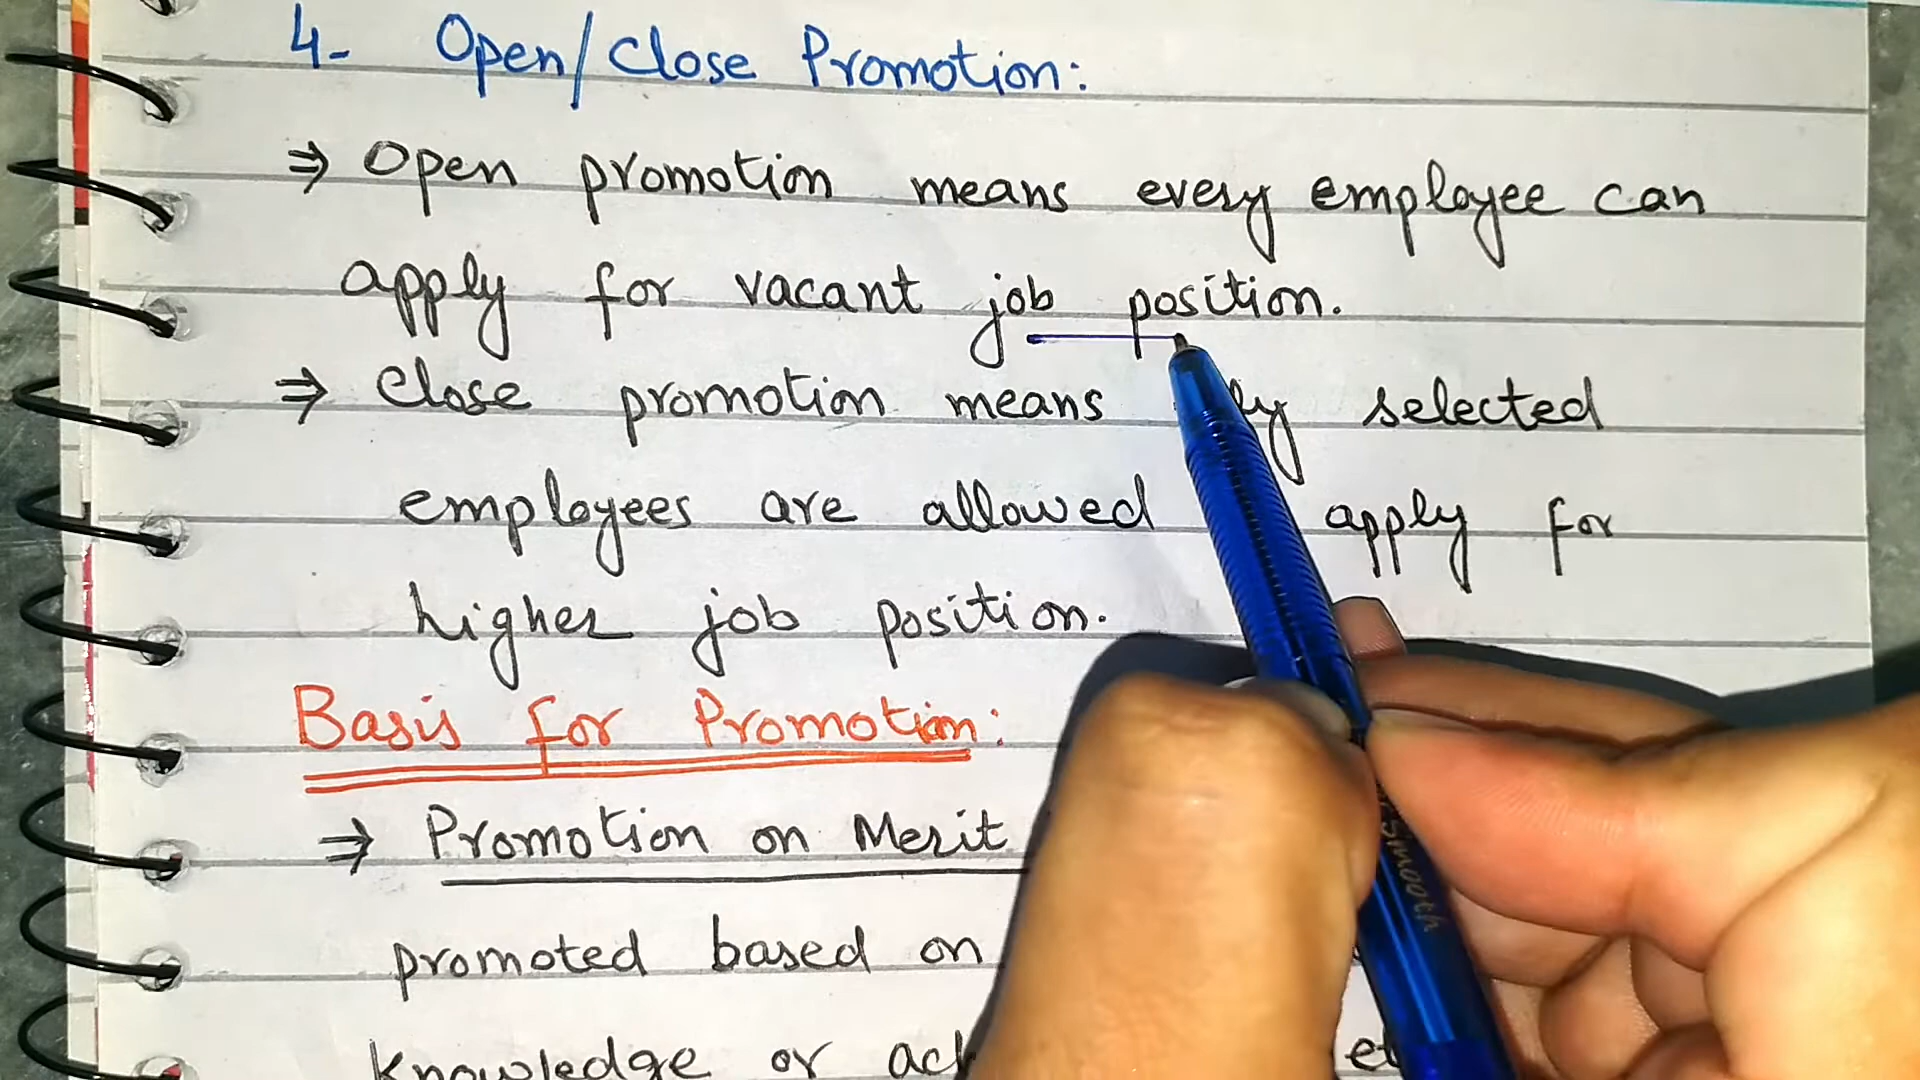 4- Open/Close Promotion:
⇒ Open promotion means every employee can
apply for vacant job position.
⇒ Close promotion means selected
employees are allowed apply for
higher job position.
Basis for Promotion:
⇒ Promotion on Merit
promoted based on
knowledge or
Smooth